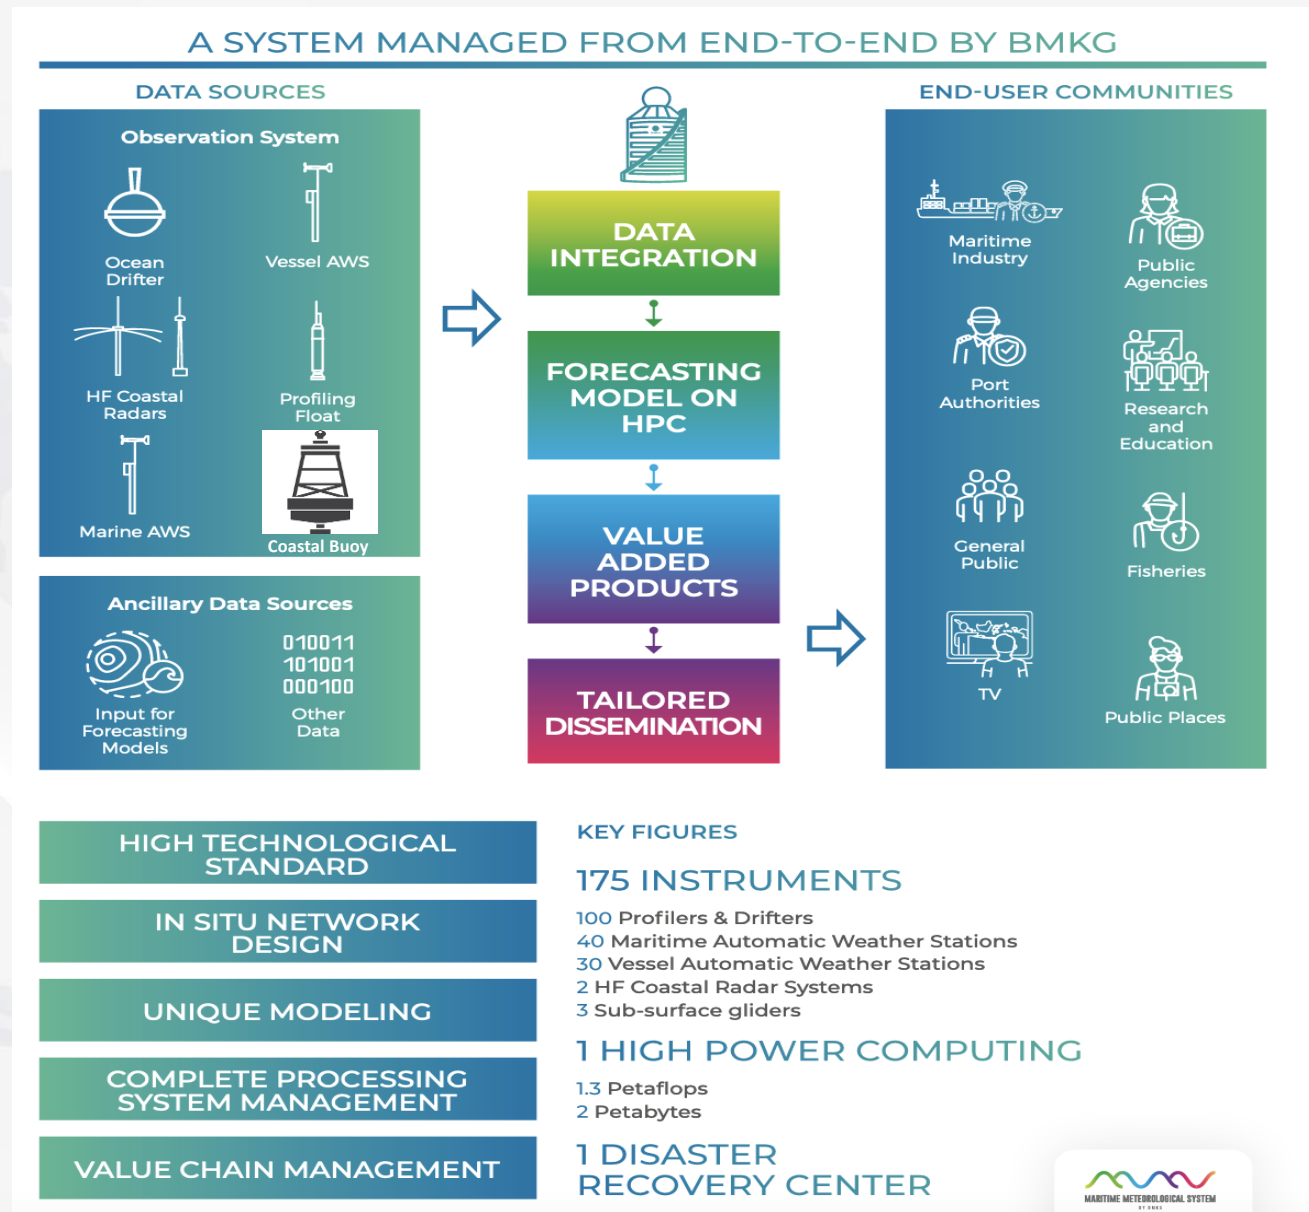 A SYSTEM MANAGED FROM END-TO-END BY BMKG
DATA SOURCES
Observation System
Ocean
Drifter
Vessel AWS
HF Coastal
Radars
Profiling
Float
Marine AWS
Coastal Buoy
Ancillary Data Sources
010011
101001
000100
Input for
Forecasting
Models
Other
Data
DATA
INTEGRATION
FORECASTING
MODEL ON
HPC
VALUE
ADDED
PRODUCTS
TAILORED
DISSEMINATION
END-USER COMMUNITIES
Maritime
Industry
Public
Agencies
Port
Authorities
Research
and
Education
General
Public
Fisheries
TV
Public Places
HIGH TECHNOLOGICAL
STANDARD
IN SITU NETWORK
DESIGN
UNIQUE MODELING
COMPLETE PROCESSING
SYSTEM MANAGEMENT
VALUE CHAIN MANAGEMENT
KEY FIGURES
175 INSTRUMENTS
100 Profilers & Drifters
40 Maritime Automatic Weather Stations
30 Vessel Automatic Weather Stations
2 HF Coastal Radar Systems
3 Sub-surface gliders
1 HIGH POWER COMPUTING
1.3 Petaflops
2 Petabytes
1 DISASTER
RECOVERY CENTER
MARITIME METEOROLOGICAL SYSTEM
BY BMKG